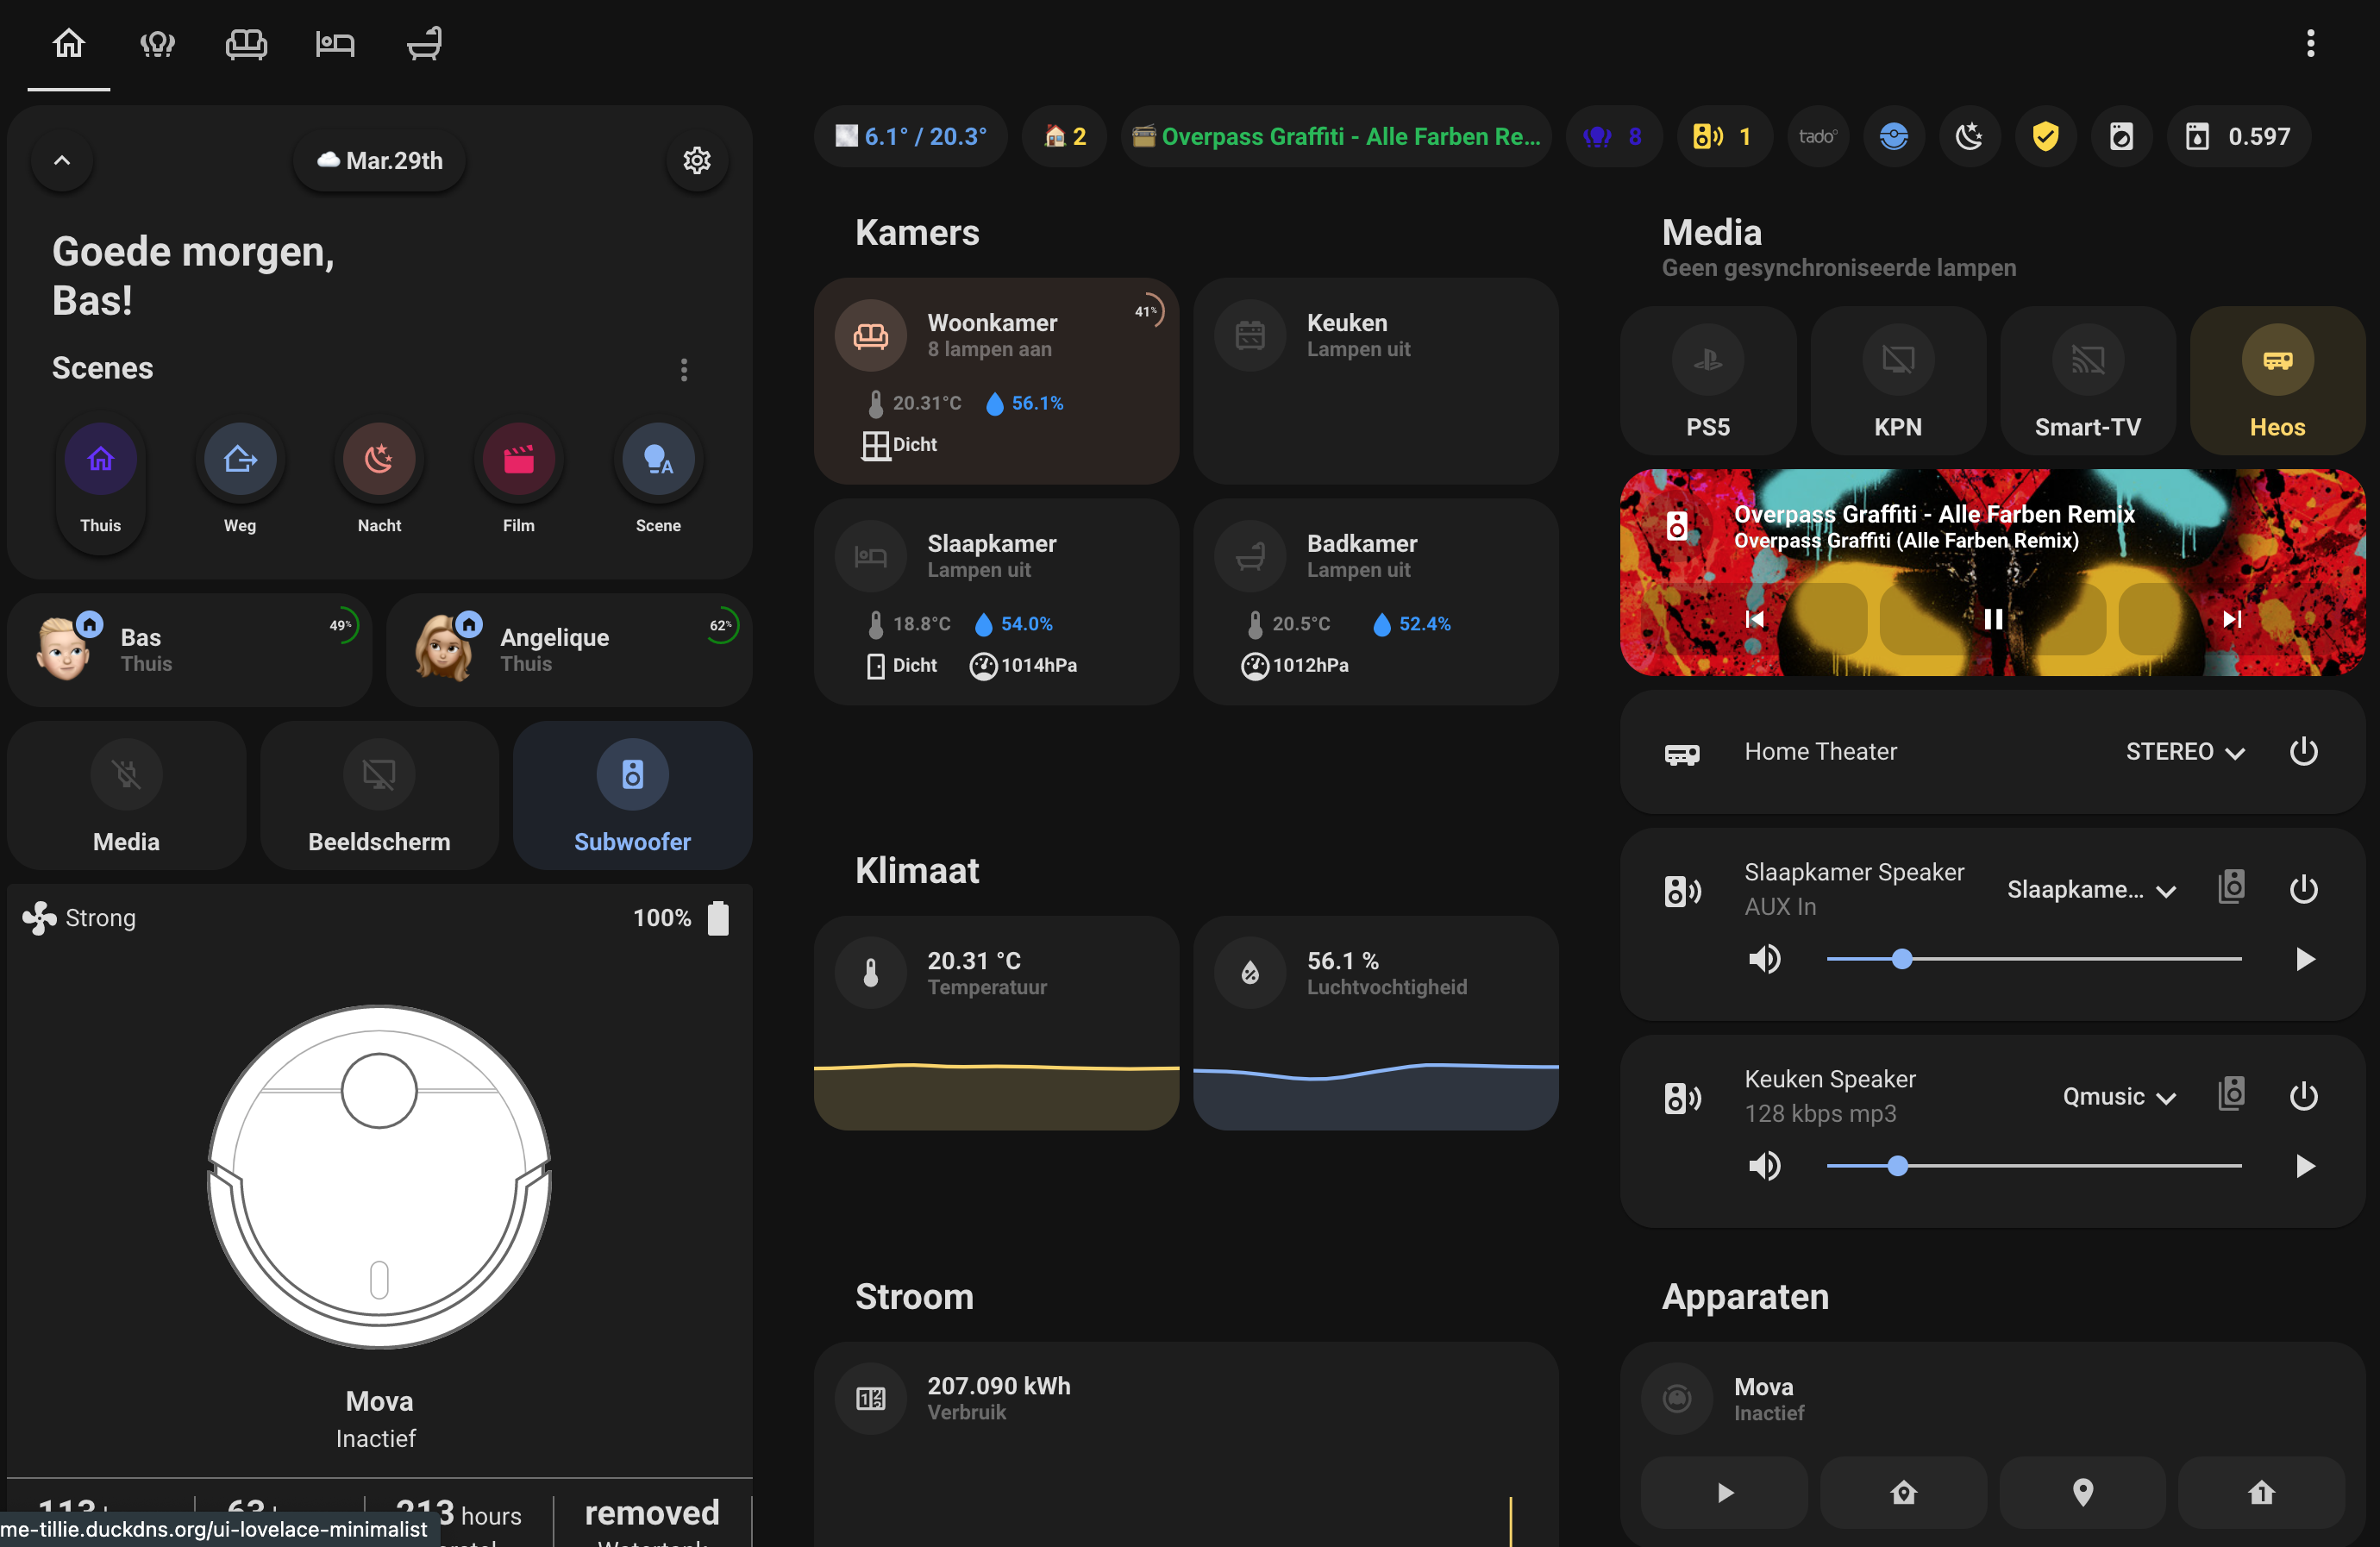 Mar.29th
Goede morgen,
Bas!
Scenes
Thuis
Weg
Nacht
Film
Scene
Bas
Thuis
49%
Angelique
Thuis
62%
Media
Beeldscherm
Subwoofer
Strong
100%
Mova
Inactief
113
63
213 hours
removed
me-tillie.duckdns.org/ui-lovelace-minimalist
6.1° / 20.3°
2
Overpass Graffiti - Alle Farben Re...
8
1
tado°
0.597
Kamers
Woonkamer
8 lampen aan
41%
20.31°C
56.1%
Dicht
Keuken
Lampen uit
Slaapkamer
Lampen uit
18.8°C
54.0%
Dicht
1014hPa
Badkamer
Lampen uit
20.5°C
52.4%
1012hPa
Klimaat
20.31 °C
Temperatuur
56.1 %
Luchtvochtigheid
Stroom
207.090 kWh
Verbruik
Media
Geen gesynchroniseerde lampen
PS5
KPN
Smart-TV
Heos
Overpass Graffiti - Alle Farben Remix
Overpass Graffiti (Alle Farben Remix)
Home Theater
STEREO
Slaapkamer Speaker
AUX In
Slaapkame...
Keuken Speaker
128 kbps mp3
Qmusic
Apparaten
Mova
Inactief